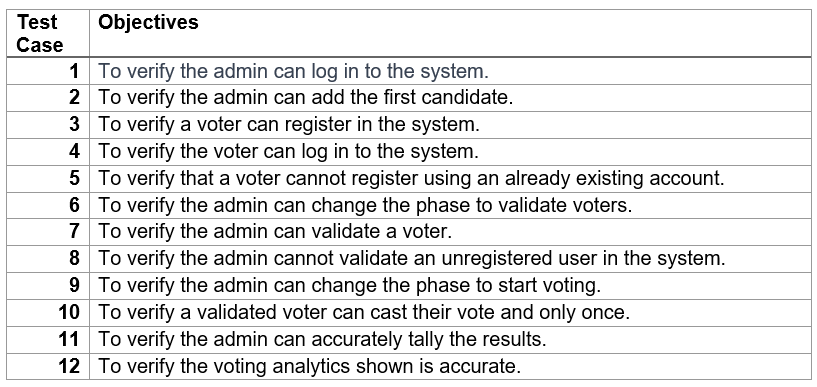 Test Case Objectives
1 To verify the admin can log in to the system.
2 To verify the admin can add the first candidate.
3 To verify a voter can register in the system.
4 To verify the voter can log in to the system.
5 To verify that a voter cannot register using an already existing account.
6 To verify the admin can change the phase to validate voters.
7 To verify the admin can validate a voter.
8 To verify the admin cannot validate an unregistered user in the system.
9 To verify the admin can change the phase to start voting.
10 To verify a validated voter can cast their vote and only once.
11 To verify the admin can accurately tally the results.
12 To verify the voting analytics shown is accurate.